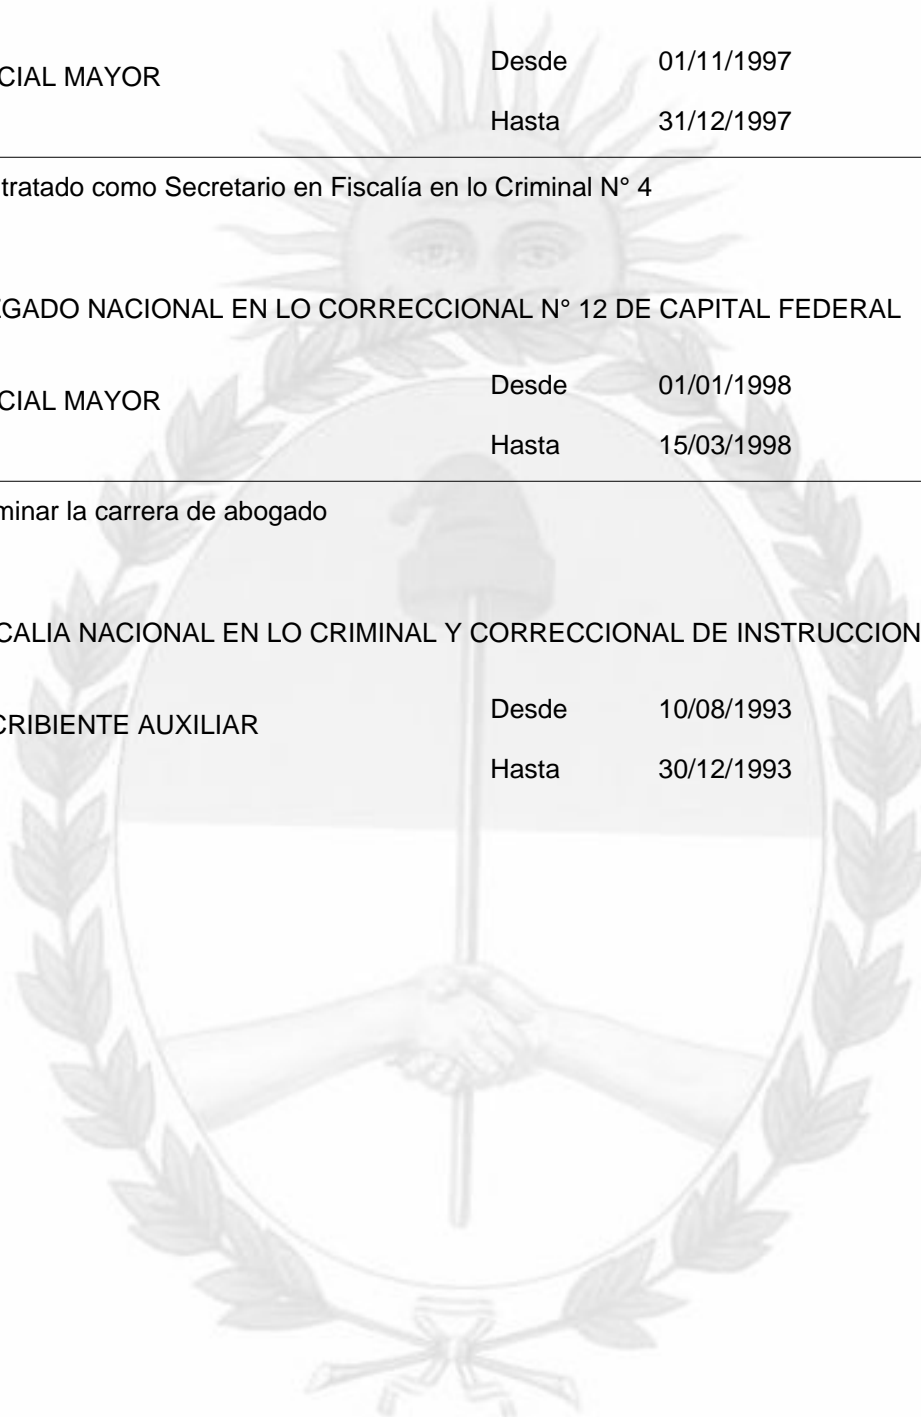 CIAL MAYOR
Desde 01/11/1997
Hasta 31/12/1997
tratado como Secretario en Fiscalía en lo Criminal N° 4
GADO NACIONAL EN LO CORRECCIONAL N° 12 DE CAPITAL FEDERAL
CIAL MAYOR
Desde 01/01/1998
Hasta 15/03/1998
minar la carrera de abogado
CALIA NACIONAL EN LO CRIMINAL Y CORRECCIONAL DE INSTRUCCION
CRIBIENTE AUXILIAR
Desde 10/08/1993
Hasta 30/12/1993